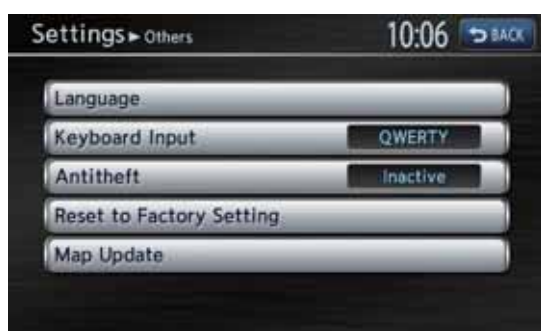 Settings ▸ Others 10:06 BACK
Language
Keyboard Input QWERTY
Antitheft Inactive
Reset to Factory Setting
Map Update